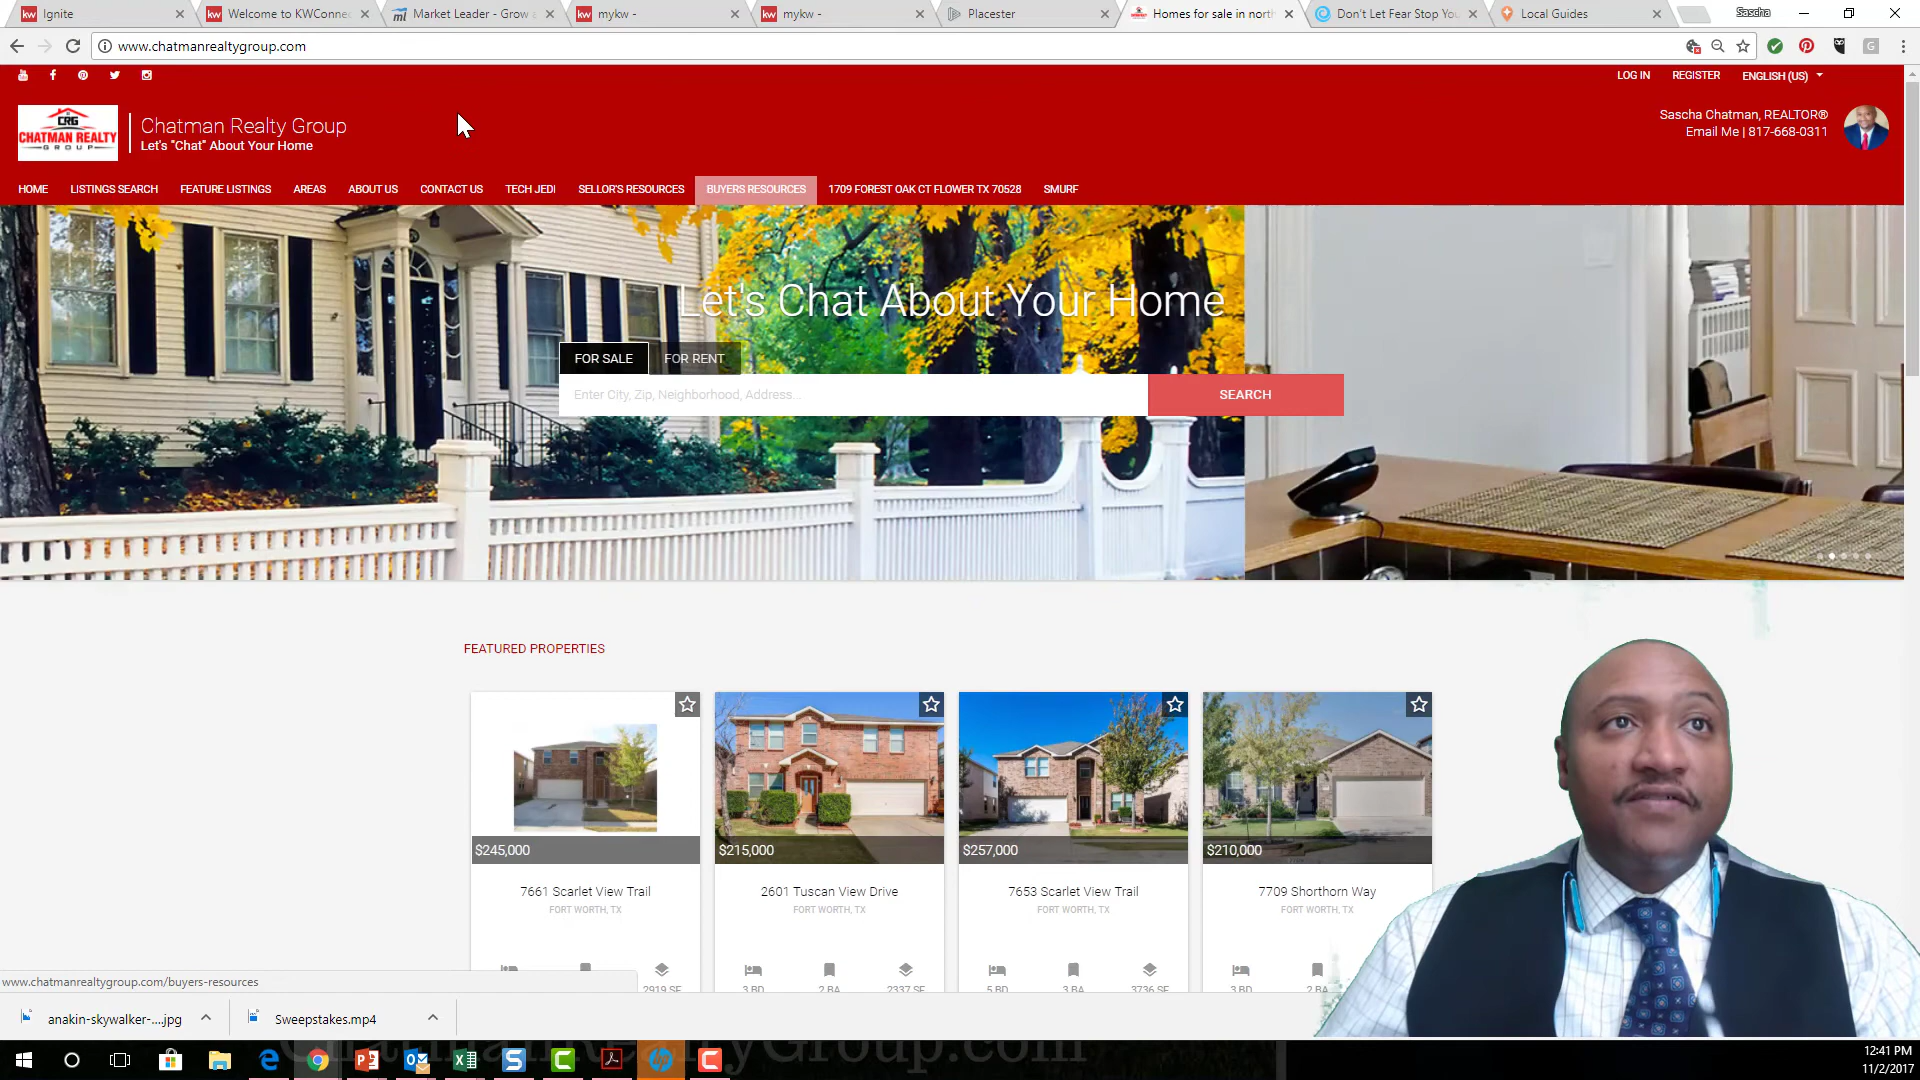 Ignite
Welcome to KWConne
Market Leader - Grow
mykw -
mykw -
Placester
Homes for sale in north
Don't Let Fear Stop You
Local Guides
Sascha
www.chatmanrealtygroup.com
LOG IN
REGISTER
ENGLISH (US)
CRG
CHATMAN REALTY
GROUP
Chatman Realty Group
Let's "Chat" About Your Home
Sascha Chatman, REALTOR®
Email Me | 817-668-0311
HOME
LISTINGS SEARCH
FEATURE LISTINGS
AREAS
ABOUT US
CONTACT US
TECH JEDI
SELLOR'S RESOURCES
BUYERS RESOURCES
1709 FOREST OAK CT FLOWER TX 70528
SMURF
Let's Chat About Your Home
FOR SALE
FOR RENT
Enter City, Zip, Neighborhood, Address...
SEARCH
FEATURED PROPERTIES
$245,000
$215,000
$257,000
$210,000
7661 Scarlet View Trail
FORT WORTH, TX
2601 Tuscan View Drive
FORT WORTH, TX
7653 Scarlet View Trail
FORT WORTH, TX
7709 Shorthorn Way
FORT WORTH, TX
2919 SF
3 BD
2 BA
2337 SF
5 BD
3 BA
3736 SF
3 BD
2 BA
www.chatmanrealtygroup.com/buyers-resources
anakin-skywalker-....jpg
Sweepstakes.mp4
ChatmanRealtyGroup.com
12:41 PM
11/2/2017